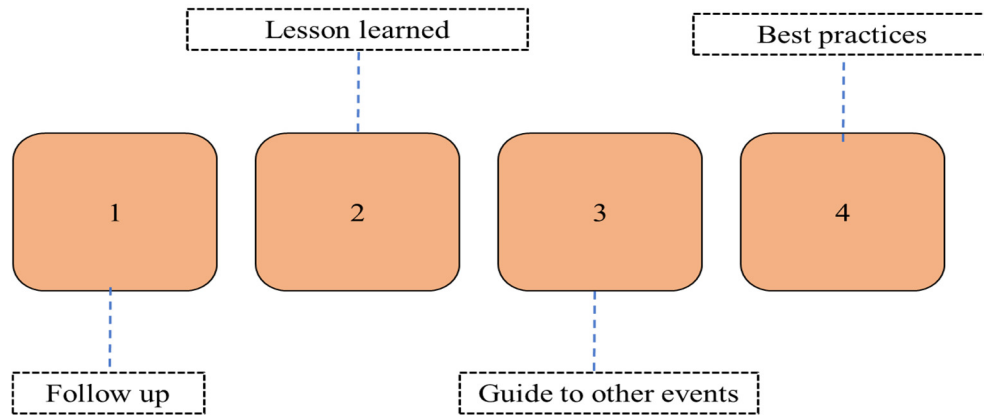 Lesson learned
Best practices
1
2
3
4
Follow up
Guide to other events